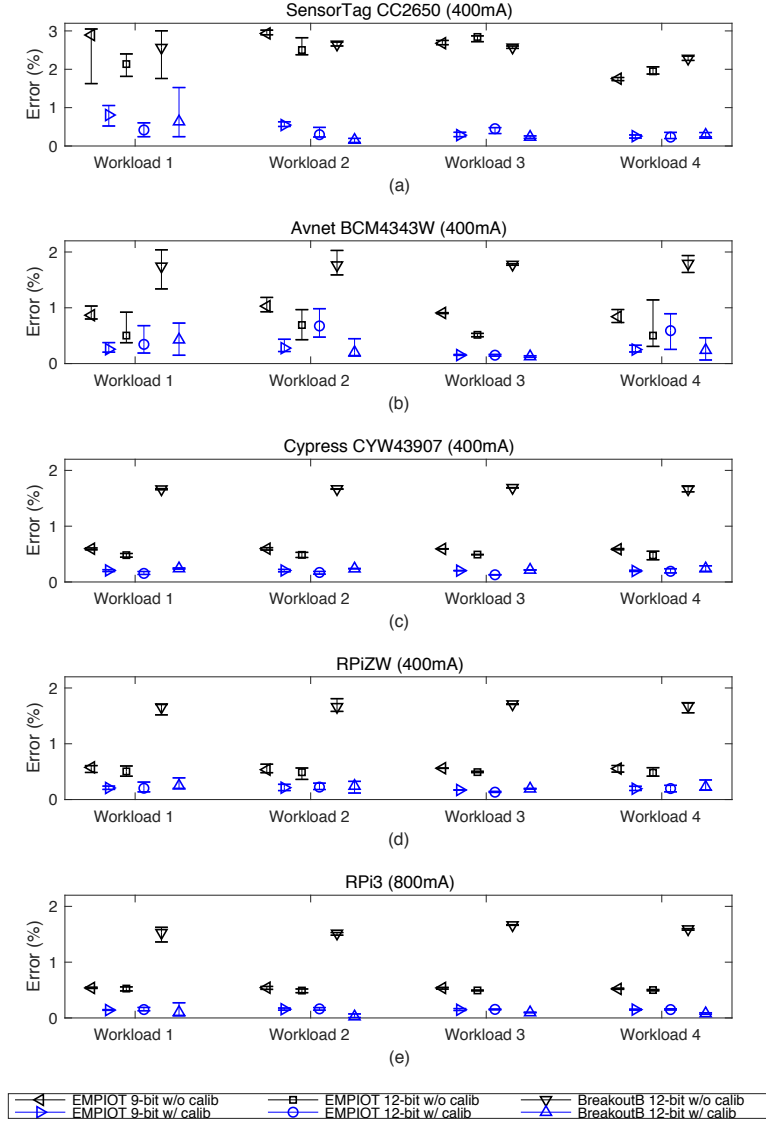 SensorTag CC2650 (400mA)
3
2
1
0
Error (%)
Workload 1 Workload 2 Workload 3 Workload 4
(a)
Avnet BCM4343W (400mA)
2
1
0
Error (%)
Workload 1 Workload 2 Workload 3 Workload 4
(b)
Cypress CYW43907 (400mA)
2
1
0
Error (%)
Workload 1 Workload 2 Workload 3 Workload 4
(c)
RPiZW (400mA)
2
1
0
Error (%)
Workload 1 Workload 2 Workload 3 Workload 4
(d)
RPi3 (800mA)
2
1
0
Error (%)
Workload 1 Workload 2 Workload 3 Workload 4
(e)
EMPIOT 9-bit w/o calib EMPIOT 12-bit w/o calib BreakoutB 12-bit w/o calib
EMPIOT 9-bit w/ calib EMPIOT 12-bit w/ calib BreakoutB 12-bit w/ calib